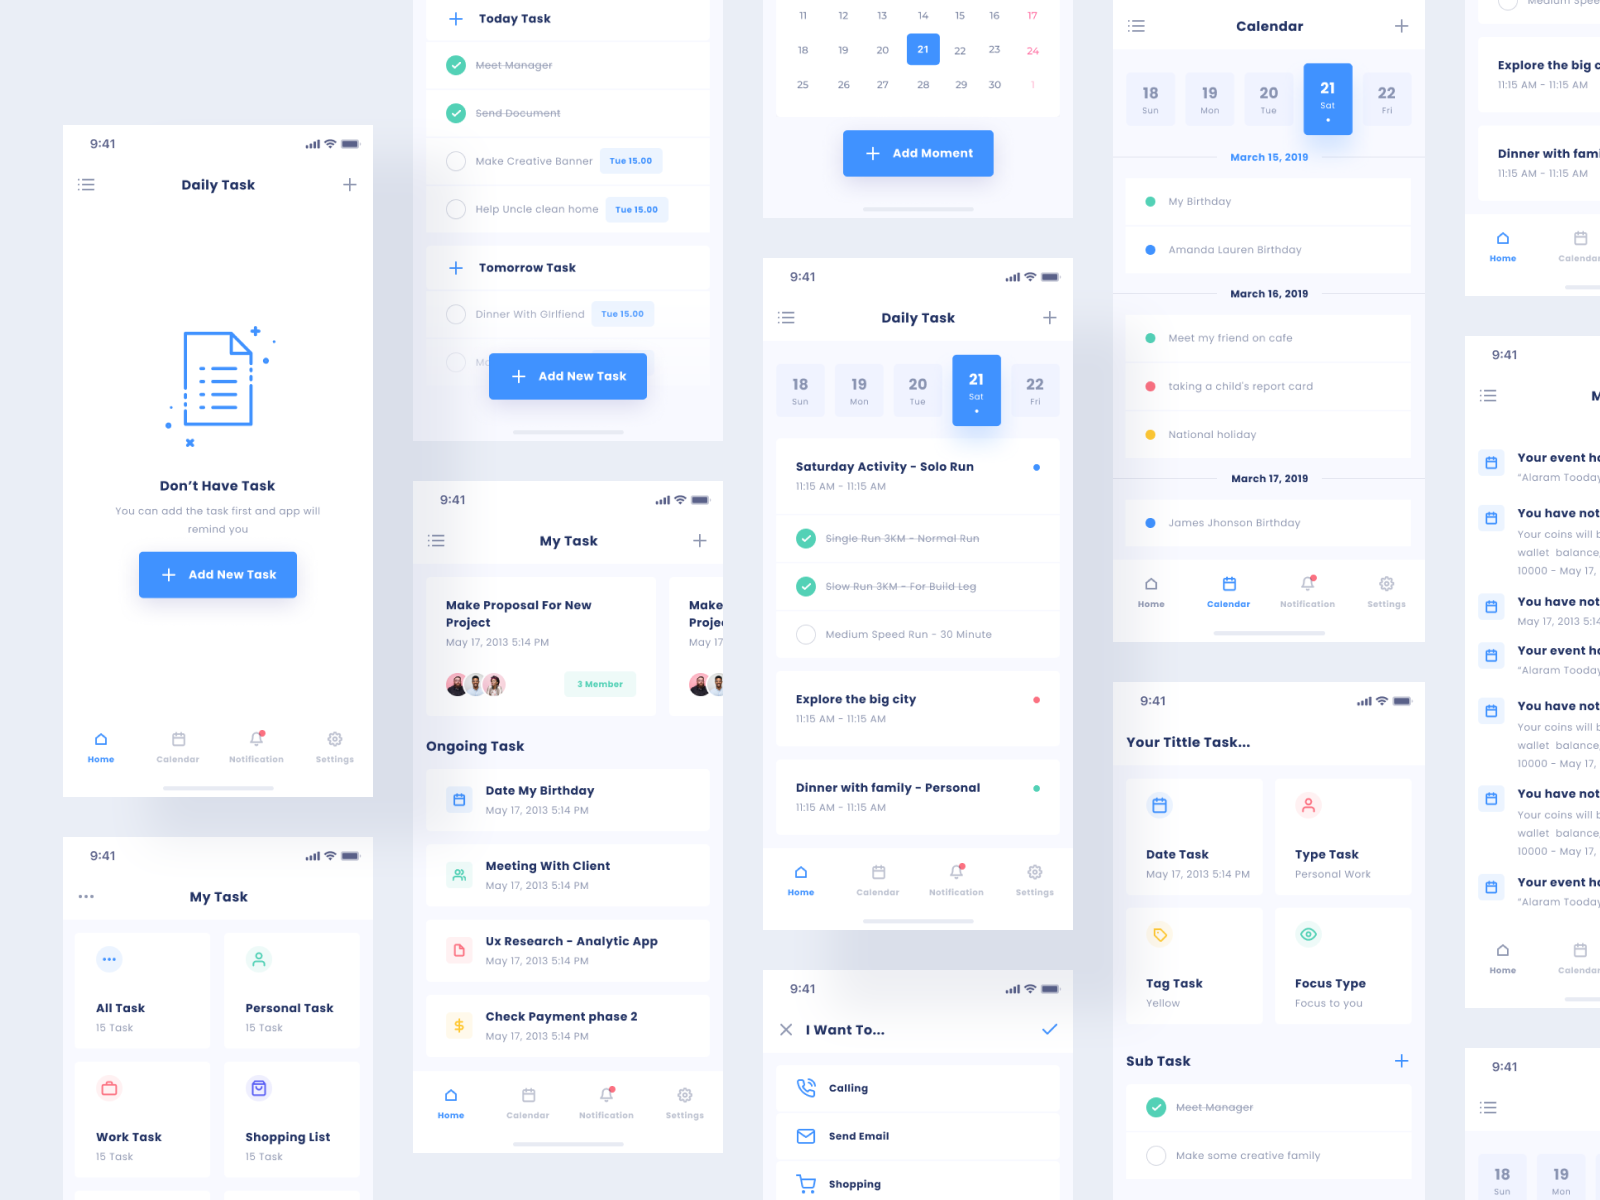 9:41
Daily Task
Don't Have Task
You can add the task first and app will
remind you
Add New Task
Home
Calendar
Notification
Settings
9:41
My Task
All Task
15 Task
Personal Task
15 Task
Work Task
15 Task
Shopping List
15 Task
Today Task
Meet Manager
Send Document
Make Creative Banner
Tue 15.00
Help Uncle clean home
Tue 15.00
Tomorrow Task
Dinner With Girlfiend
Tue 15.00
Add New Task
9:41
My Task
Make Proposal For New
Project
May 17, 2013 5:14 PM
3 Member
Make
Projec
May 17
Ongoing Task
Date My Birthday
May 17, 2013 5:14 PM
Meeting With Client
May 17, 2013 5:14 PM
Ux Research - Analytic App
May 17, 2013 5:14 PM
Check Payment phase 2
May 17, 2013 5:14 PM
Home
Calendar
Notification
Settings
11 12 13 14 15 16 17
18 19 20 21 22 23 24
25 26 27 28 29 30 1
Add Moment
9:41
Daily Task
18 19 20 21 22
Sun Mon Tue Sat Fri
Saturday Activity - Solo Run
11:15 AM - 11:15 AM
Single Run 3KM - Normal Run
Slow Run 3KM - For Build Leg
Medium Speed Run - 30 Minute
Explore the big city
11:15 AM - 11:15 AM
Dinner with family - Personal
11:15 AM - 11:15 AM
Home
Calendar
Notification
Settings
9:41
I Want To...
Calling
Send Email
Shopping
Calendar
18 19 20 21 22
Sun Mon Tue Sat Fri
March 15, 2019
My Birthday
Amanda Lauren Birthday
March 16, 2019
Meet my friend on cafe
taking a child's report card
National holiday
March 17, 2019
James Jhonson Birthday
Home
Calendar
Notification
Settings
9:41
Your Tittle Task...
Date Task
May 17, 2013 5:14 PM
Type Task
Personal Work
Tag Task
Yellow
Focus Type
Focus to you
Sub Task
Meet Manager
Make some creative family
Medium Spee
Explore the big c
11:15 AM - 11:15 AM
Dinner with fami
11:15 AM - 11:15 AM
Home
Calendar
9:41
M
Your event ha
"Alaram Tooday
You have not
Your coins will b
wallet balance,
10000 - May 17,
You have not
May 17, 2013 5:14
Your event ha
"Alaram Tooday
You have not
Your coins will b
wallet balance,
10000 - May 17,
You have not
Your coins will b
wallet balance,
10000 - May 17,
Your event ha
"Alaram Tooday
Home
Calendar
9:41
18 19
Sun Mon